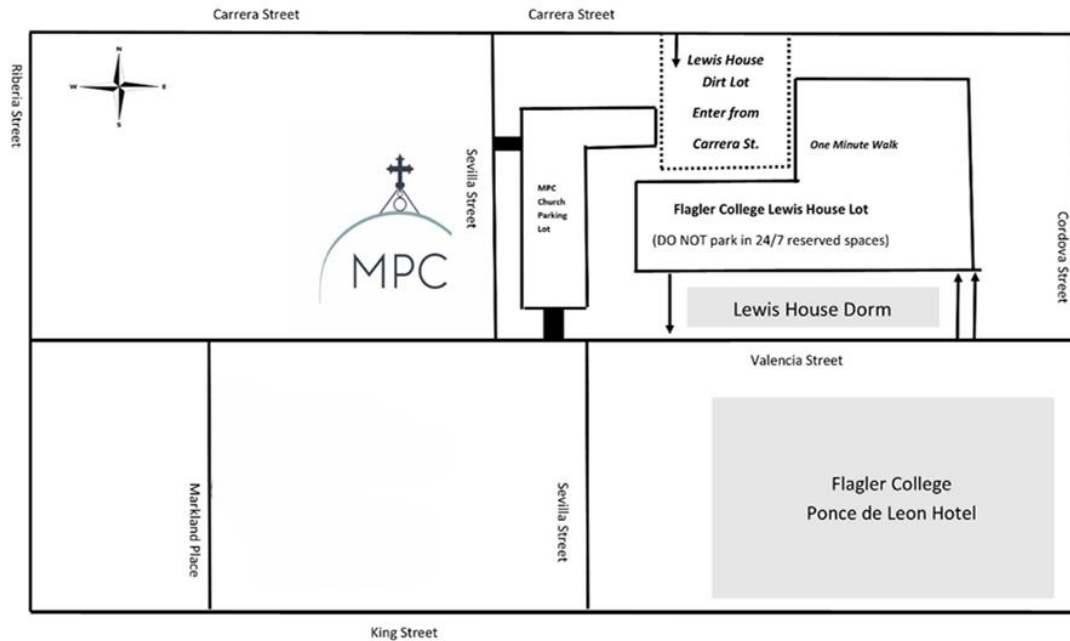 Carrera Street
Carrera Street
N
W
E
S
Riberia Street
Sevilla Street
MPC
MPC
Church
Parking
Lot
Lewis House
Dirt Lot
Enter from
Carrera St.
One Minute Walk
Flagler College Lewis House Lot
(DO NOT park in 24/7 reserved spaces)
Cordova Street
Lewis House Dorm
Valencia Street
Markland Place
Sevilla Street
Flagler College
Ponce de Leon Hotel
King Street